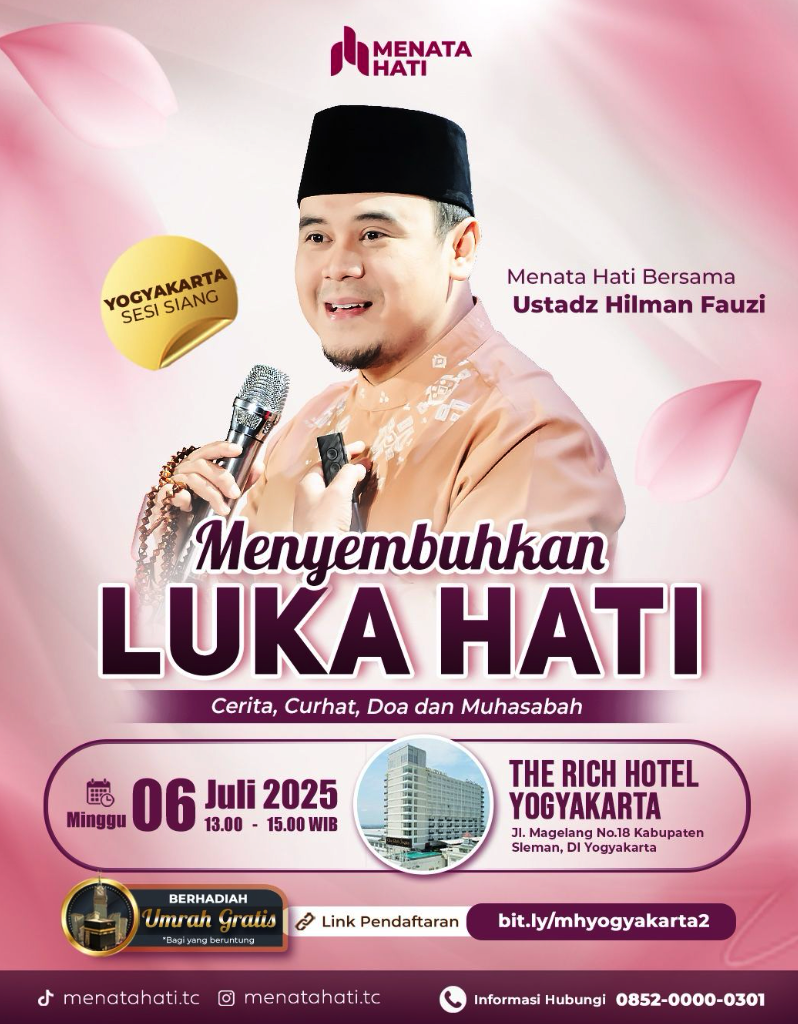 MENATA
HATI
YOGYAKARTA
SESI SIANG
Menata Hati Bersama
Ustadz Hilman Fauzi
Menyembuhkan
LUKA HATI
Cerita, Curhat, Doa dan Muhasabah
Minggu 06 Juli 2025
13.00 - 15.00 WIB
THE RICH HOTEL
YOGYAKARTA
Jl. Magelang No.18 Kabupaten
Sleman, DI Yogyakarta
BERHADIAH
Umrah Gratis
*Bagi yang beruntung
Link Pendaftaran
bit.ly/mhyogyakarta2
menatahati.tc
menatahati.tc
Informasi Hubungi 0852-0000-0301